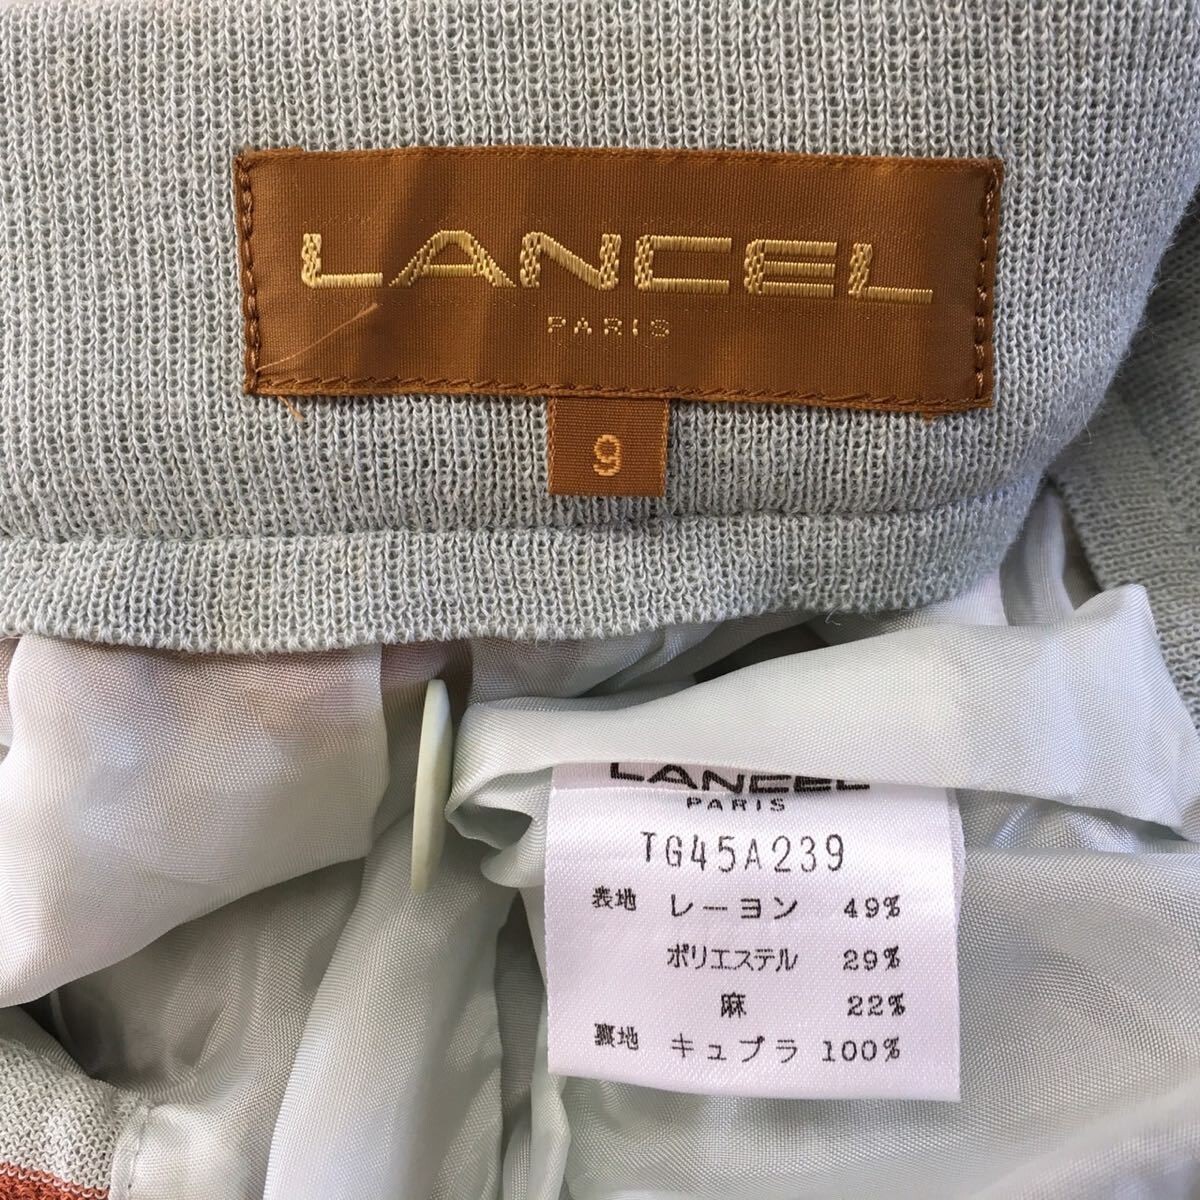 LANCEL
PARIS
9
LANCEL
PARIS
TG45A239
表地 レーヨン 49%
ポリエステル 29%
麻 22%
裏地 キュプラ 100%